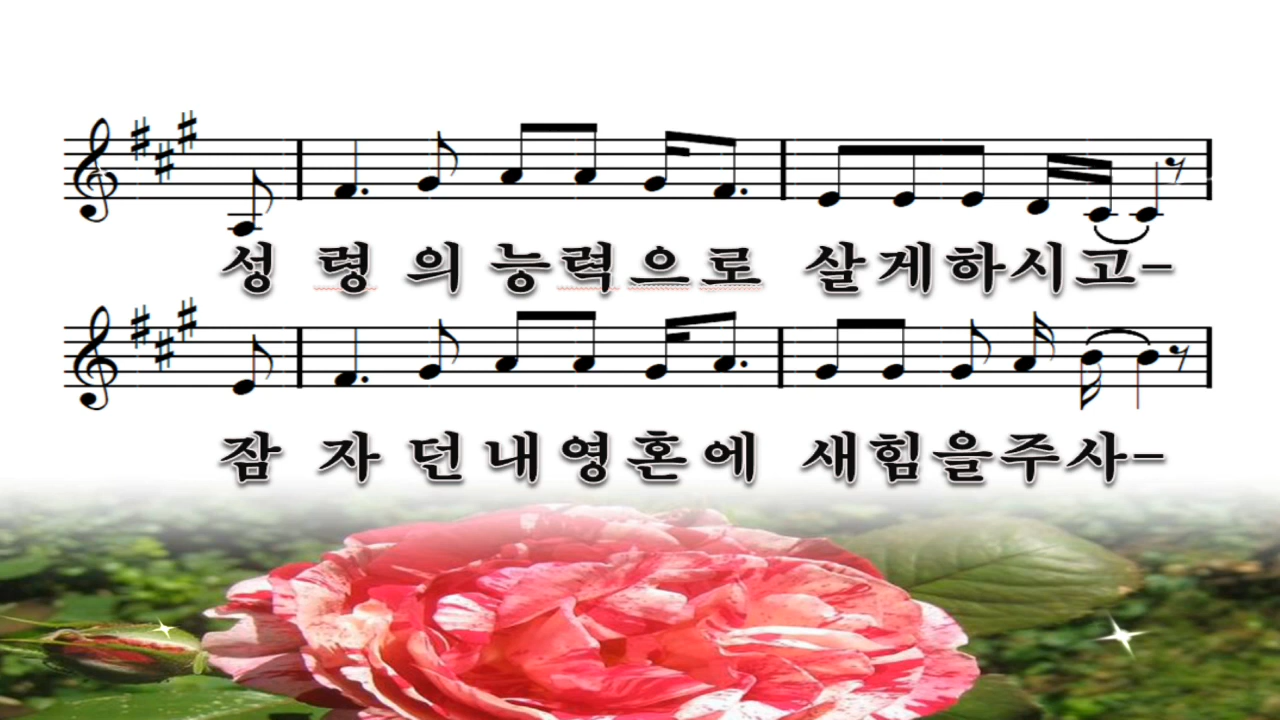 성 령 의 능력으로 살게하시고-
잠 자 던 내영혼에 새힘을주사-